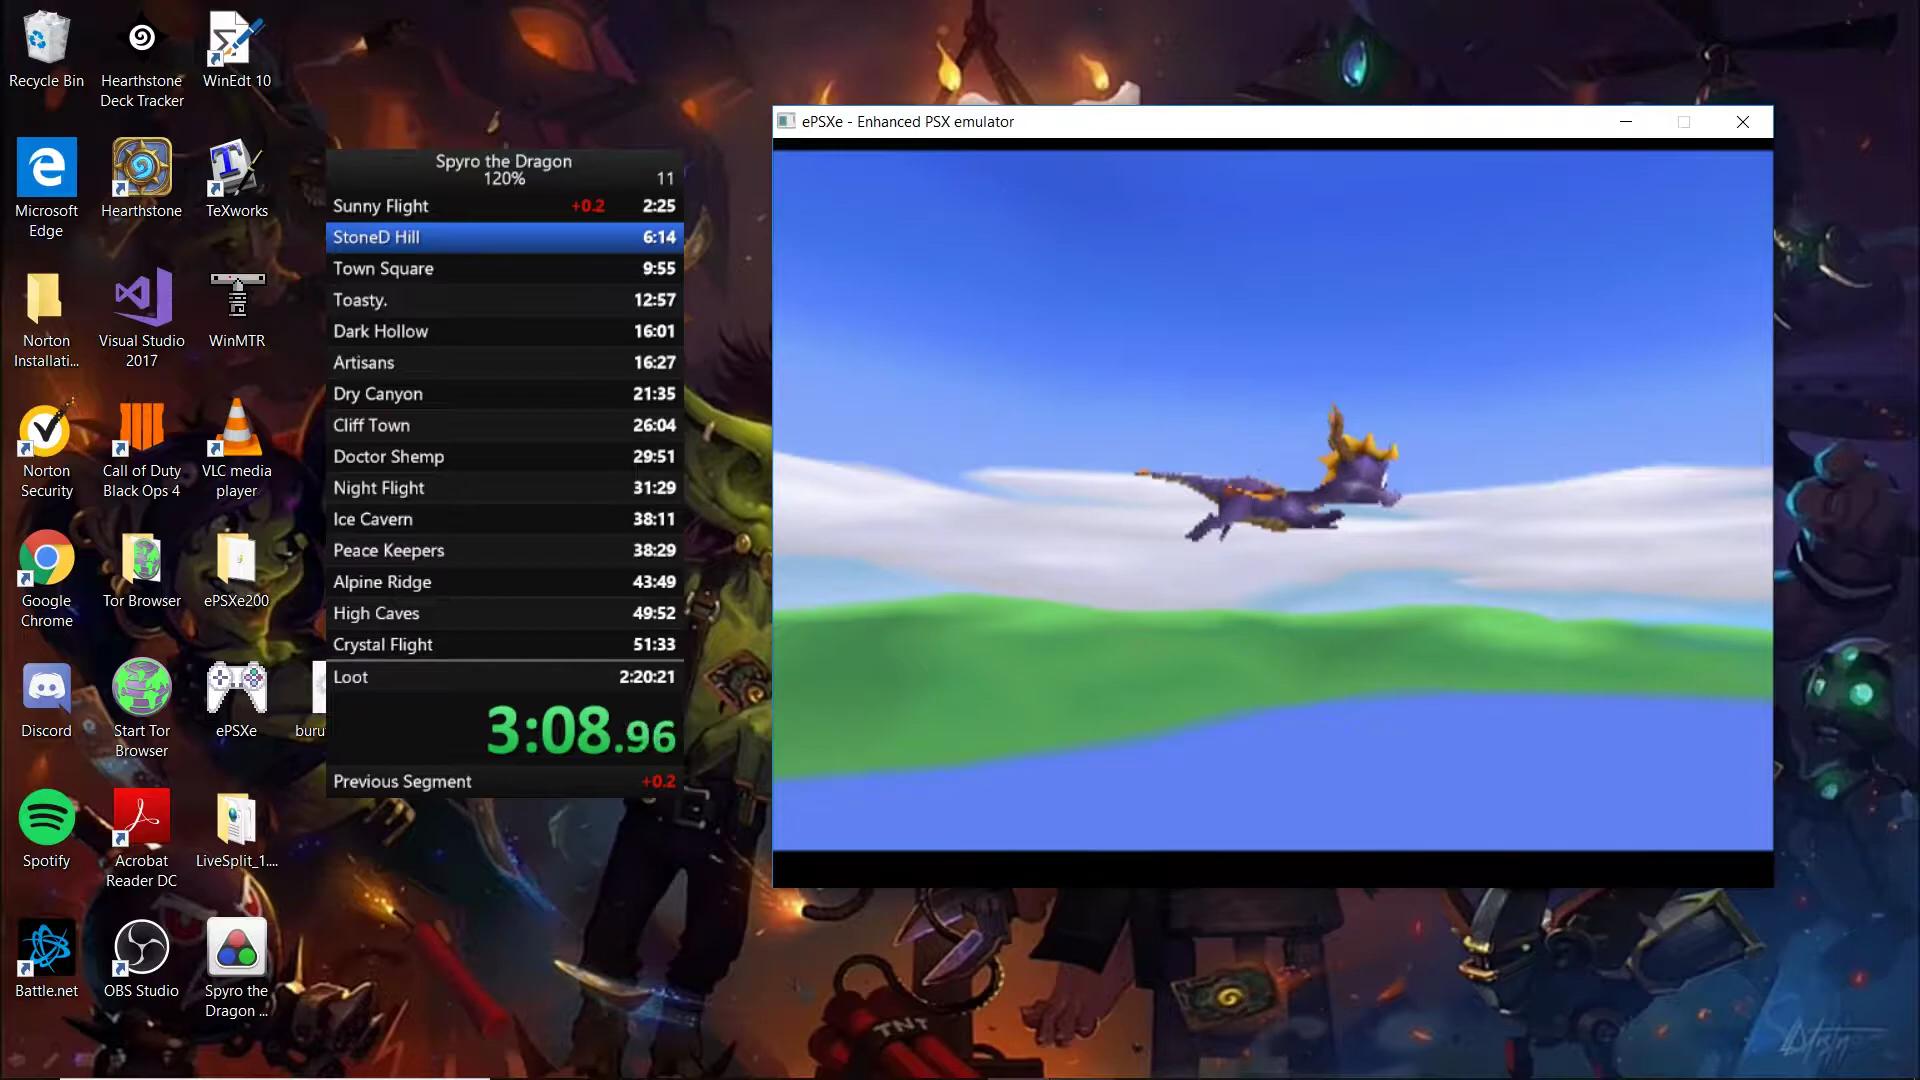 Recycle Bin
Hearthstone
Deck Tracker
WinEdt 10
Microsoft
Edge
Hearthstone
TeXworks
Norton
Installati...
Visual Studio
2017
WinMTR
Norton
Security
Call of Duty
Black Ops 4
VLC media
player
Google
Chrome
Tor Browser
ePSXe200
Discord
Start Tor
Browser
ePSXe
buru
Spotify
Acrobat
Reader DC
LiveSplit_1....
Battle.net
OBS Studio
Spyro the
Dragon ...
Spyro the Dragon
120% 11
Sunny Flight +0.2 2:25
StoneD Hill 6:14
Town Square 9:55
Toasty. 12:57
Dark Hollow 16:01
Artisans 16:27
Dry Canyon 21:35
Cliff Town 26:04
Doctor Shemp 29:51
Night Flight 31:29
Ice Cavern 38:11
Peace Keepers 38:29
Alpine Ridge 43:49
High Caves 49:52
Crystal Flight 51:33
Loot 2:20:21
3:08.96
Previous Segment +0.2
ePSXe - Enhanced PSX emulator
TNT